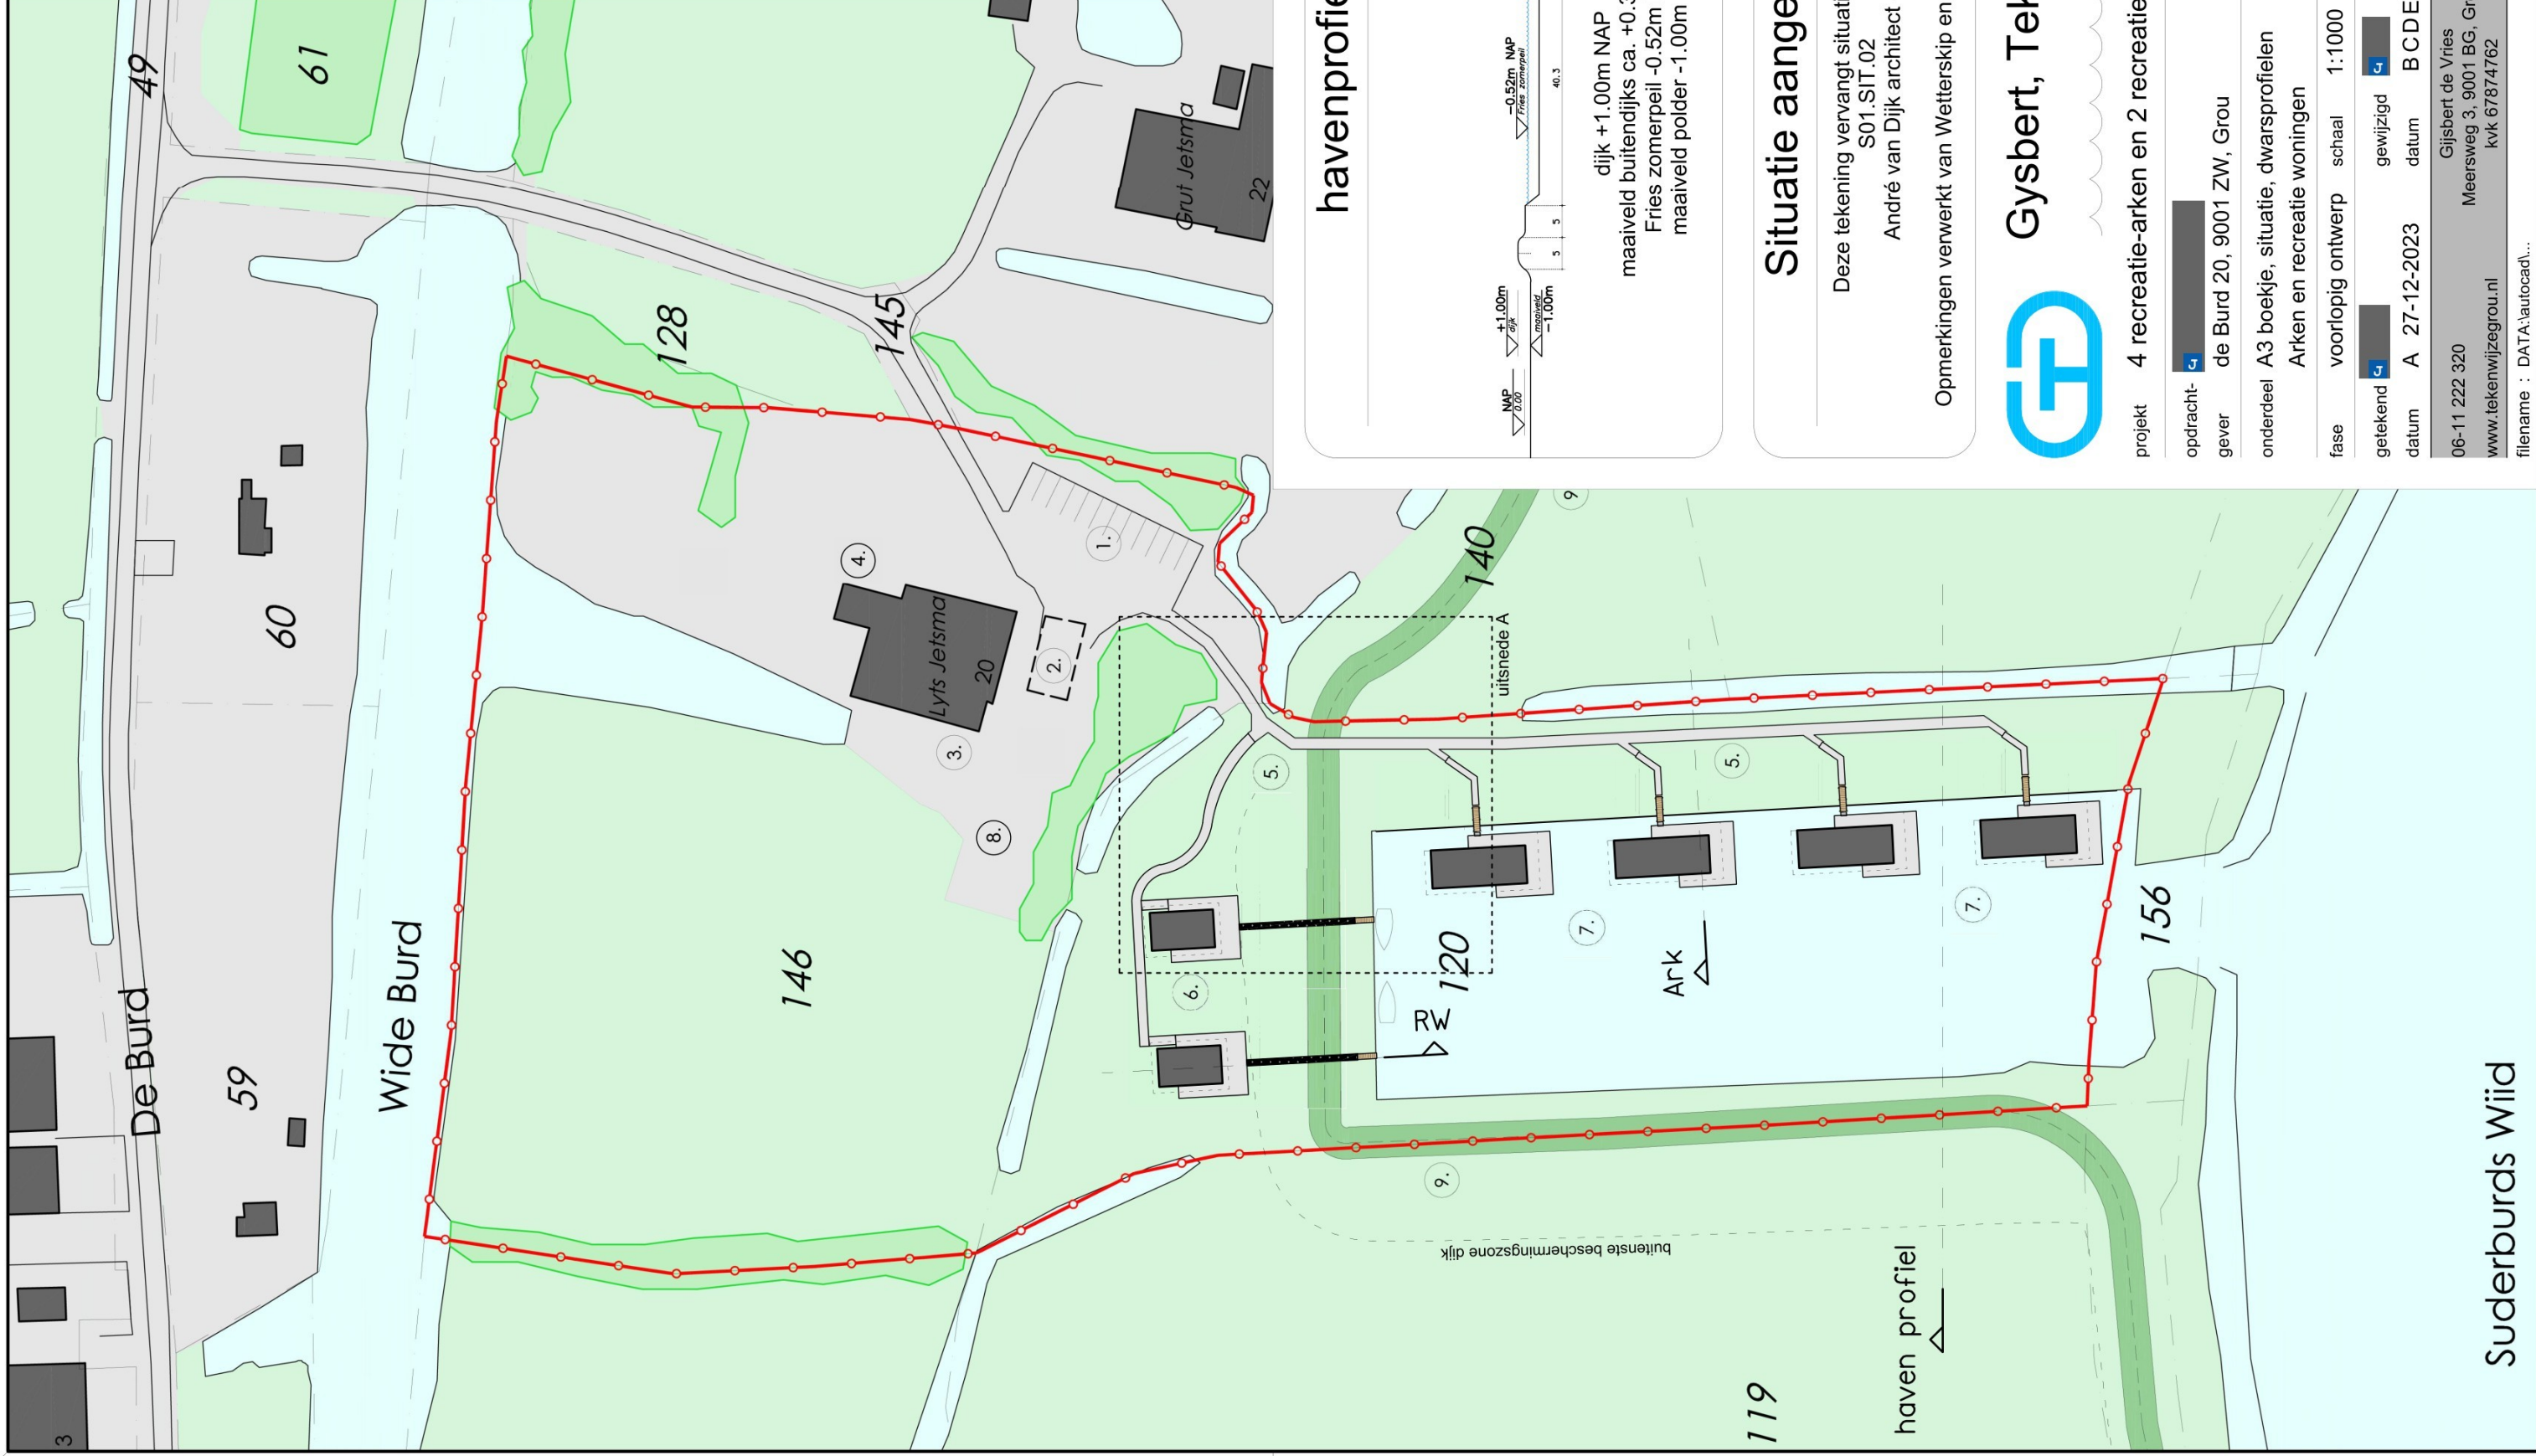 49
61
De Burd
60
59
3
Wide Burd
128
145
146
Grut Jetsma
22
Lyts Jetsma
20
1.
2.
3.
4.
8.
5.
5.
6.
7.
7.
9.
9
140
uitsnede A
120
RW
Ark
156
buitenste beschermingszone dijk
haven profiel
119
Suderburds Wiid
havenprofie
NAP
0.00
+1.00m
dijk
maaiveld
-1.00m
5
5
40.3
-0.52m NAP
Fries zomerpeil
dijk +1.00m NAP
maaiveld buitendijks ca. +0.3
Fries zomerpeil -0.52m
maaiveld polder -1.00m
Situatie aange
Deze tekening vervangt situati
S01.SIT.02
André van Dijk architect
Opmerkingen verwerkt van Wetterskip en
Gysbert, Tek
projekt 4 recreatie-arken en 2 recreatie
opdracht-
gever de Burd 20, 9001 ZW, Grou
onderdeel A3 boekje, situatie, dwarsprofielen
Arken en recreatie woningen
fase voorlopig ontwerp schaal 1:1000
getekend gewijzigd
datum A 27-12-2023 datum B C D E
Gijsbert de Vries
06-11 222 320 Meersweg 3, 9001 BG, Gr
www.tekenwijzegrou.nl kvk 67874762
filename : DATA:\autocad\...